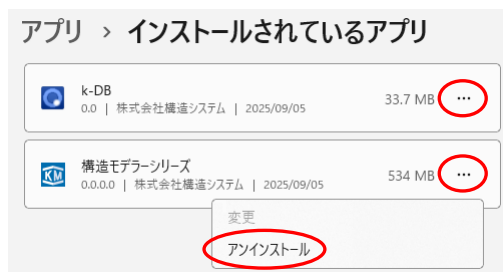 アプリ › インストールされているアプリ
k-DB
0.0 | 株式会社構造システム | 2025/09/05
33.7 MB ···
KM
構造モデラーシリーズ
0.0.0.0 | 株式会社構造システム | 2025/09/05
534 MB ···
変更
アンインストール